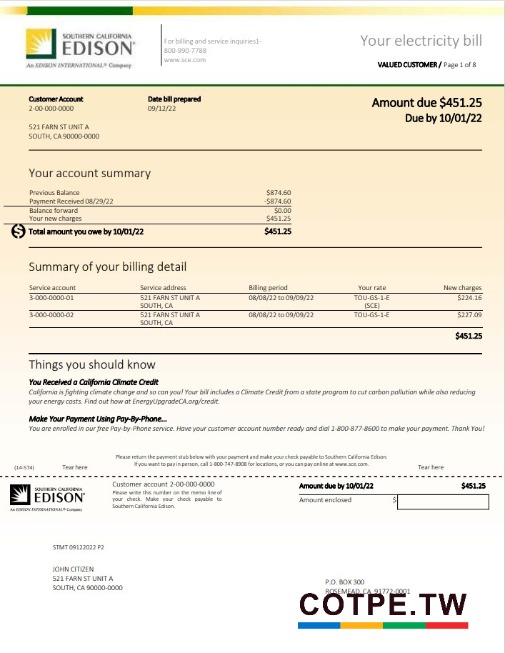 SOUTHERN CALIFORNIA
EDISON
An EDISON INTERNATIONAL® Company
For billing and service inquiries1-
800-990-7788
www.sce.com
Your electricity bill
VALUED CUSTOMER / Page 1 of 8
Customer Account
2-00-000-0000
Date bill prepared
09/12/22
Amount due $451.25
Due by 10/01/22
521 FARN ST UNIT A
SOUTH, CA 90000-0000
Your account summary
Previous Balance $874.60
Payment Received 08/29/22 -$874.60
Balance forward $0.00
Your new charges $451.25
Total amount you owe by 10/01/22 $451.25
Summary of your billing detail
Service account Service address Billing period Your rate New charges
3-000-0000-01 521 FARN ST UNIT A 08/08/22 to 09/09/22 TOU-GS-1-E $224.16
SOUTH, CA (SCE)
3-000-0000-02 521 FARN ST UNIT A 08/08/22 to 09/09/22 TOU-GS-1-E $227.09
SOUTH, CA
$451.25
Things you should know
You Received a California Climate Credit
California is fighting climate change and so can you! Your bill includes a Climate Credit from a state program to cut carbon pollution while also reducing
your energy costs. Find out how at EnergyUpgradeCA.org/credit.
Make Your Payment Using Pay-By-Phone...
You are enrolled in our free Pay-by-Phone service. Have your customer account number ready and dial 1-800-877-8600 to make your payment. Thank You!
Please return the payment stub below with your payment and make your check payable to Southern California Edison.
If you want to pay in person, call 1-800-747-8908 for locations, or you can pay online at www.sce.com.
(14-574) Tear here Tear here
SOUTHERN CALIFORNIA
EDISON
An EDISON INTERNATIONAL® Company
Customer account 2-00-000-0000
Please write this number on the memo line of
your check. Make your check payable to
Southern California Edison.
Amount due by 10/01/22 $451.25
Amount enclosed $
STMT 09122022 P2
JOHN CITIZEN
521 FARN ST UNIT A
SOUTH, CA 90000-0000
P.O. BOX 300
ROSEMEAD, CA 91772-0001
COTPE.TW